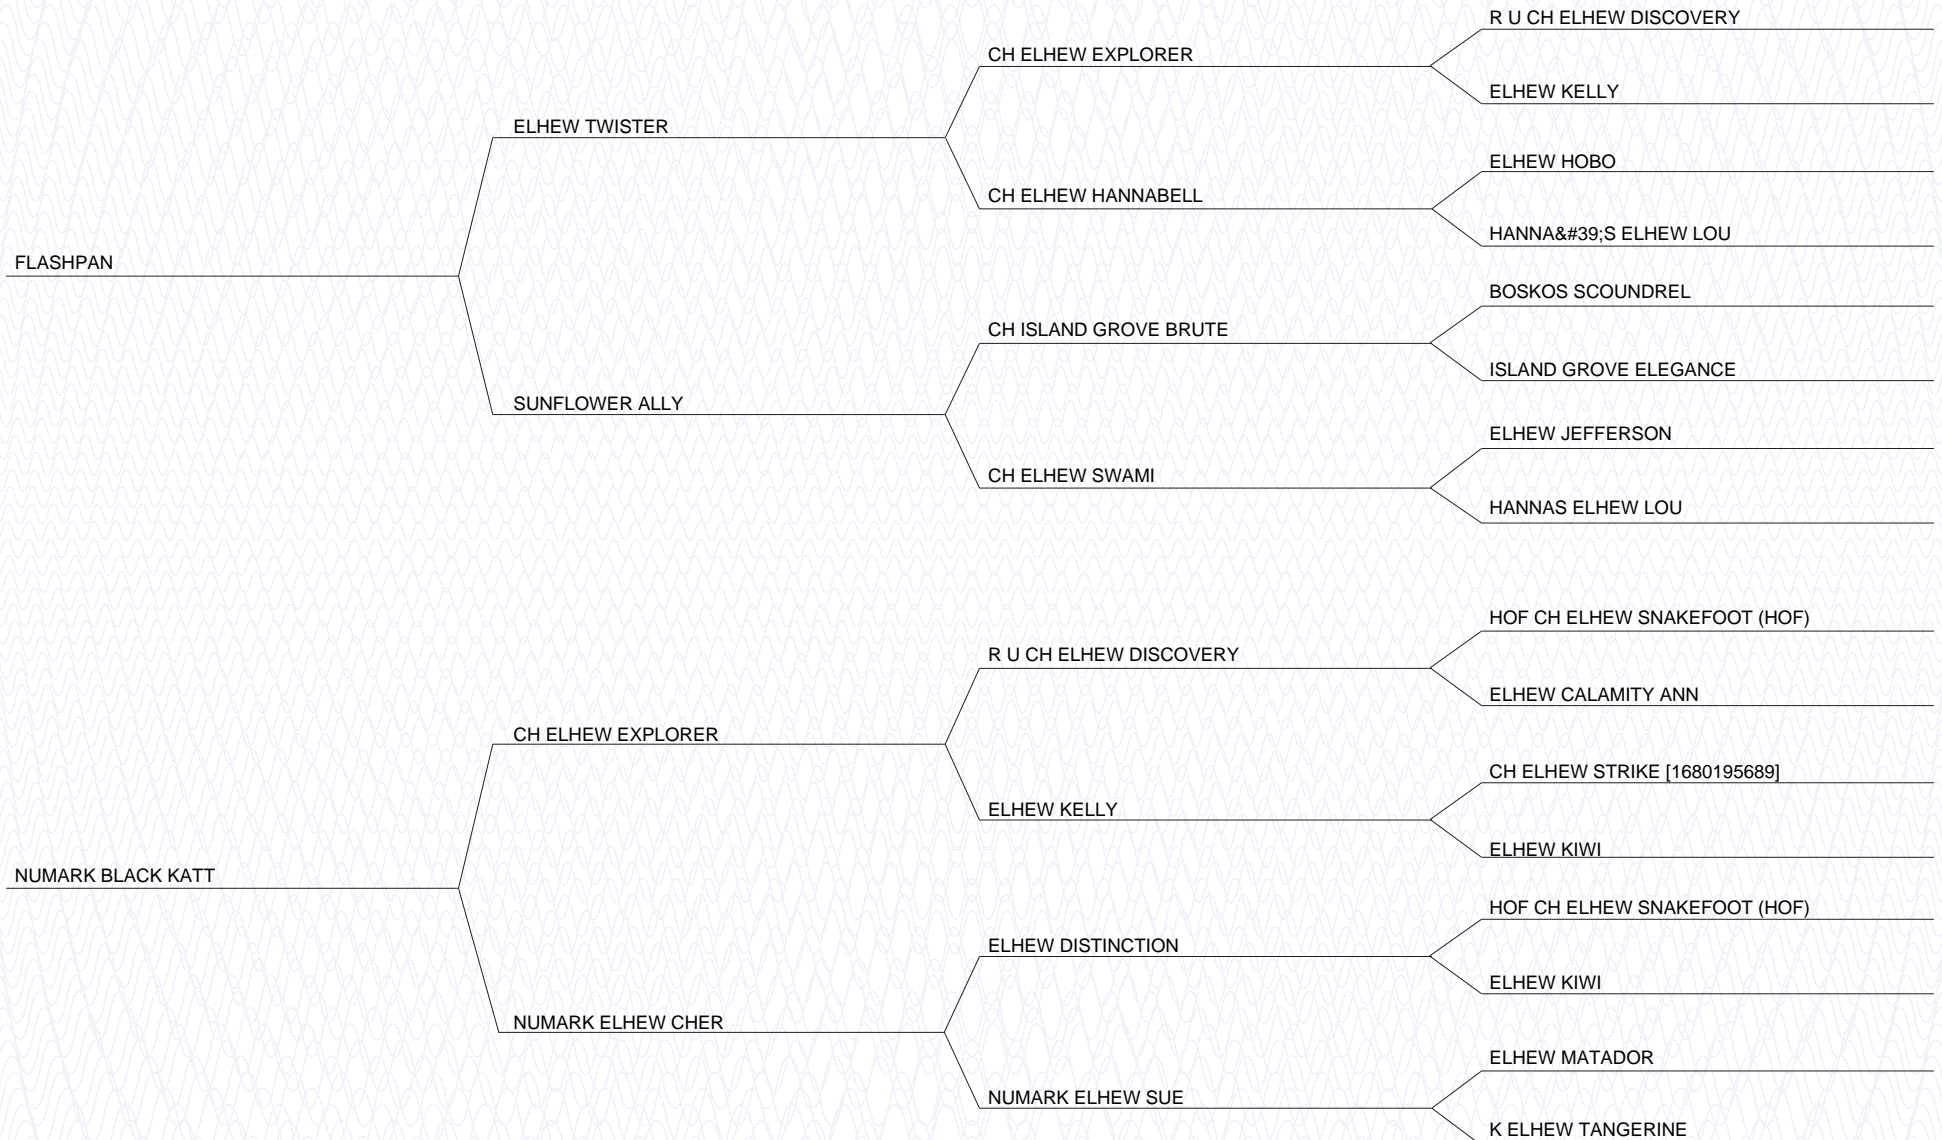 R U CH ELHEW DISCOVERY
CH ELHEW EXPLORER
ELHEW KELLY
ELHEW TWISTER
ELHEW HOBO
CH ELHEW HANNABELL
HANNA&#39;S ELHEW LOU
FLASHPAN
BOSKOS SCOUNDREL
CH ISLAND GROVE BRUTE
ISLAND GROVE ELEGANCE
SUNFLOWER ALLY
ELHEW JEFFERSON
CH ELHEW SWAMI
HANNAS ELHEW LOU
HOF CH ELHEW SNAKEFOOT (HOF)
R U CH ELHEW DISCOVERY
ELHEW CALAMITY ANN
CH ELHEW EXPLORER
CH ELHEW STRIKE [1680195689]
ELHEW KELLY
ELHEW KIWI
NUMARK BLACK KATT
HOF CH ELHEW SNAKEFOOT (HOF)
ELHEW DISTINCTION
ELHEW KIWI
NUMARK ELHEW CHER
ELHEW MATADOR
NUMARK ELHEW SUE
K ELHEW TANGERINE